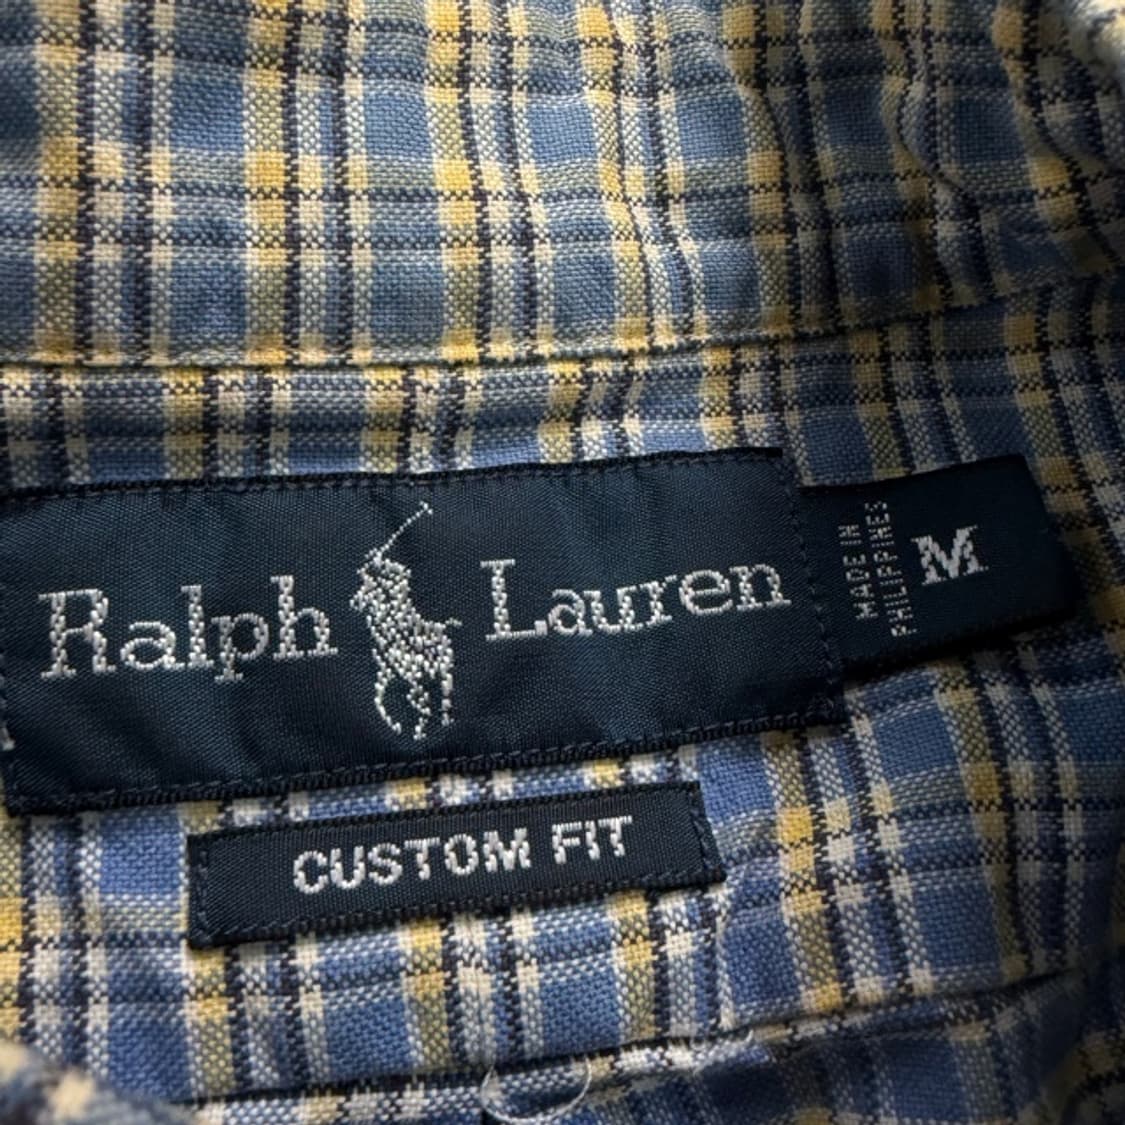 Ralph Lauren
MADE IN
PHILIPPINES
M
CUSTOM FIT